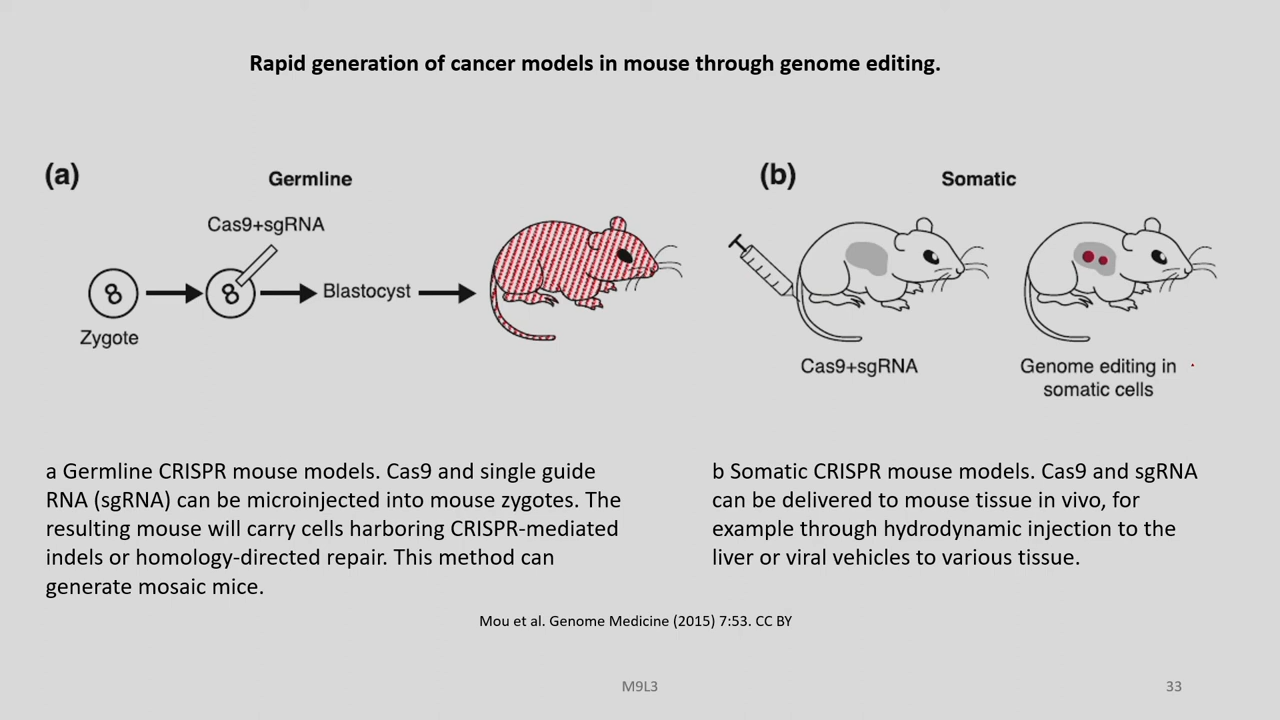 Rapid generation of cancer models in mouse through genome editing.
(a)
Germline
Cas9+sgRNA
Zygote
Blastocyst
(b)
Somatic
Cas9+sgRNA
Genome editing in
somatic cells
a Germline CRISPR mouse models. Cas9 and single guide
RNA (sgRNA) can be microinjected into mouse zygotes. The
resulting mouse will carry cells harboring CRISPR-mediated
indels or homology-directed repair. This method can
generate mosaic mice.
b Somatic CRISPR mouse models. Cas9 and sgRNA
can be delivered to mouse tissue in vivo, for
example through hydrodynamic injection to the
liver or viral vehicles to various tissue.
Mou et al. Genome Medicine (2015) 7:53. CC BY
M9L3
33